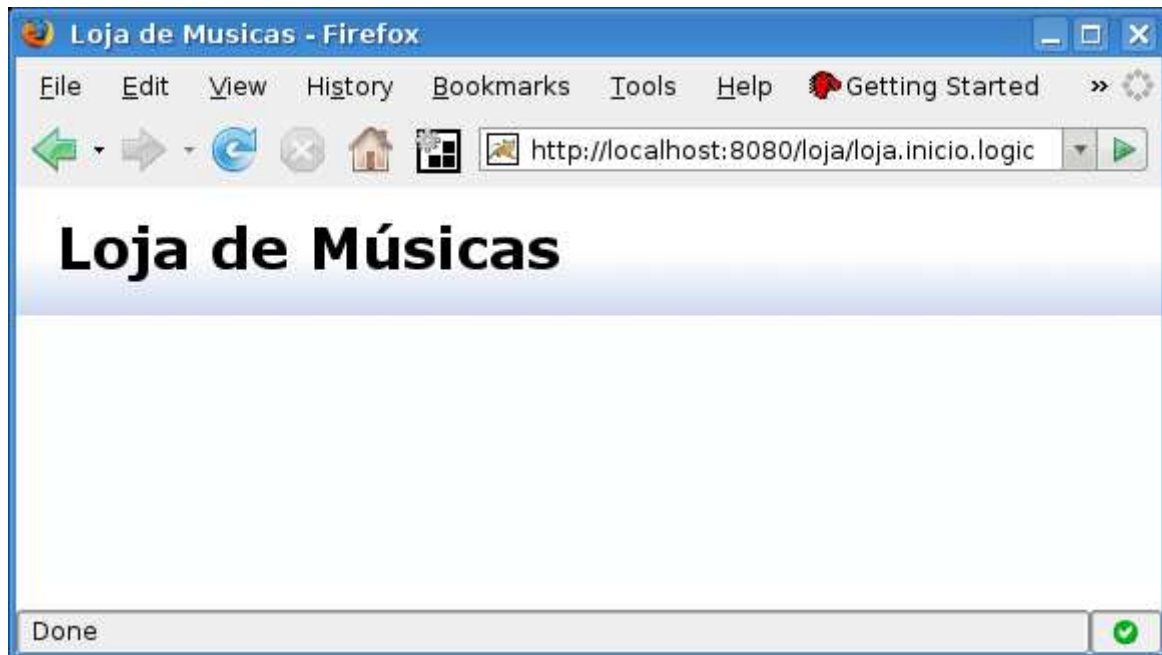 Loja de Musicas - Firefox
File Edit View History Bookmarks Tools Help Getting Started »
http://localhost:8080/loja/loja.inicio.logic
Loja de Músicas
Done